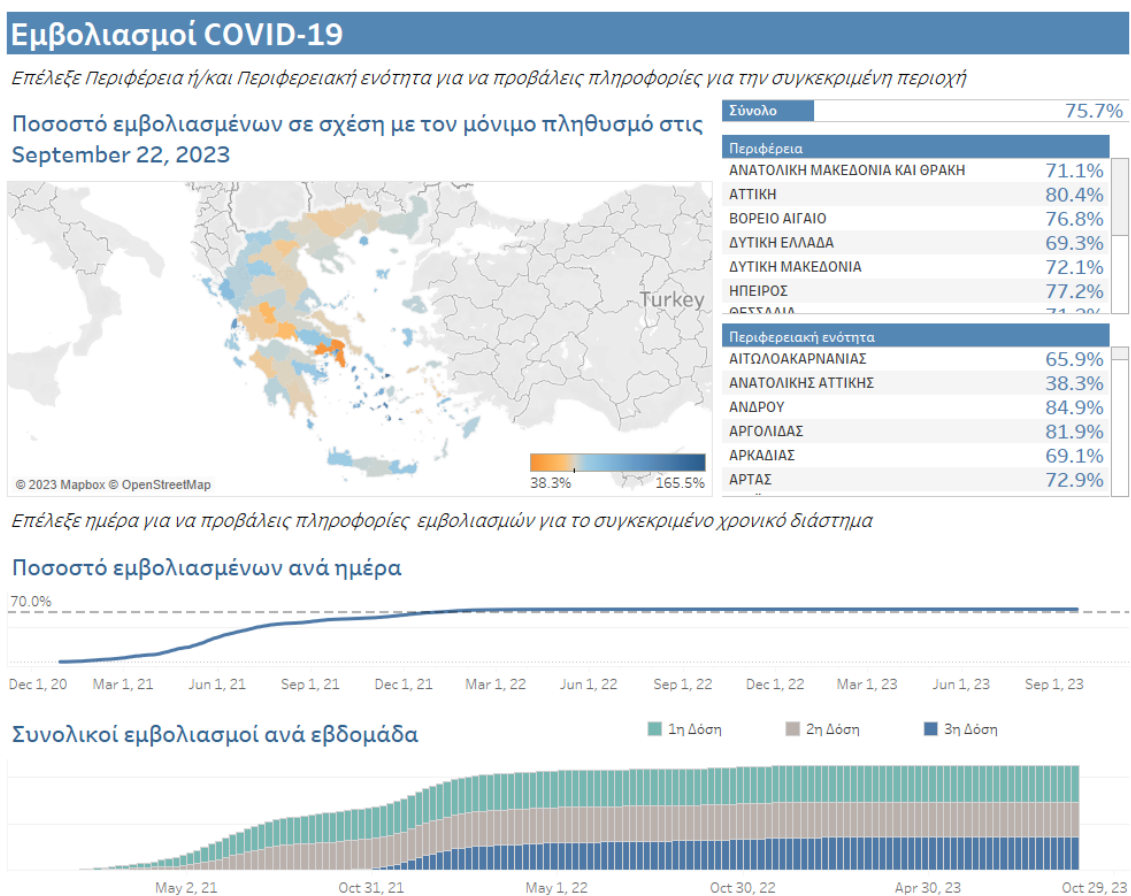 Εμβολιασμοί COVID-19
Επέλεξε Περιφέρεια ή/και Περιφερειακή ενότητα για να προβάλεις πληροφορίες για την συγκεκριμένη περιοχή
Ποσοστό εμβολιασμένων σε σχέση με τον μόνιμο πληθυσμό στις
September 22, 2023
Turkey
38.3% 165.5%
© 2023 Mapbox © OpenStreetMap
Σύνολο 75.7%
Περιφέρεια
ΑΝΑΤΟΛΙΚΗ ΜΑΚΕΔΟΝΙΑ ΚΑΙ ΘΡΑΚΗ 71.1%
ΑΤΤΙΚΗ 80.4%
ΒΟΡΕΙΟ ΑΙΓΑΙΟ 76.8%
ΔΥΤΙΚΗ ΕΛΛΑΔΑ 69.3%
ΔΥΤΙΚΗ ΜΑΚΕΔΟΝΙΑ 72.1%
ΗΠΕΙΡΟΣ 77.2%
ΘΕΣΣΑΛΙΑ
Περιφερειακή ενότητα
ΑΙΤΩΛΟΑΚΑΡΝΑΝΙΑΣ 65.9%
ΑΝΑΤΟΛΙΚΗΣ ΑΤΤΙΚΗΣ 38.3%
ΑΝΔΡΟΥ 84.9%
ΑΡΓΟΛΙΔΑΣ 81.9%
ΑΡΚΑΔΙΑΣ 69.1%
ΑΡΤΑΣ 72.9%
Επέλεξε ημέρα για να προβάλεις πληροφορίες εμβολιασμών για το συγκεκριμένο χρονικό διάστημα
Ποσοστό εμβολιασμένων ανά ημέρα
70.0%
Dec 1, 20 Mar 1, 21 Jun 1, 21 Sep 1, 21 Dec 1, 21 Mar 1, 22 Jun 1, 22 Sep 1, 22 Dec 1, 22 Mar 1, 23 Jun 1, 23 Sep 1, 23
Συνολικοί εμβολιασμοί ανά εβδομάδα
1η Δόση 2η Δόση 3η Δόση
May 2, 21 Oct 31, 21 May 1, 22 Oct 30, 22 Apr 30, 23 Oct 29, 23